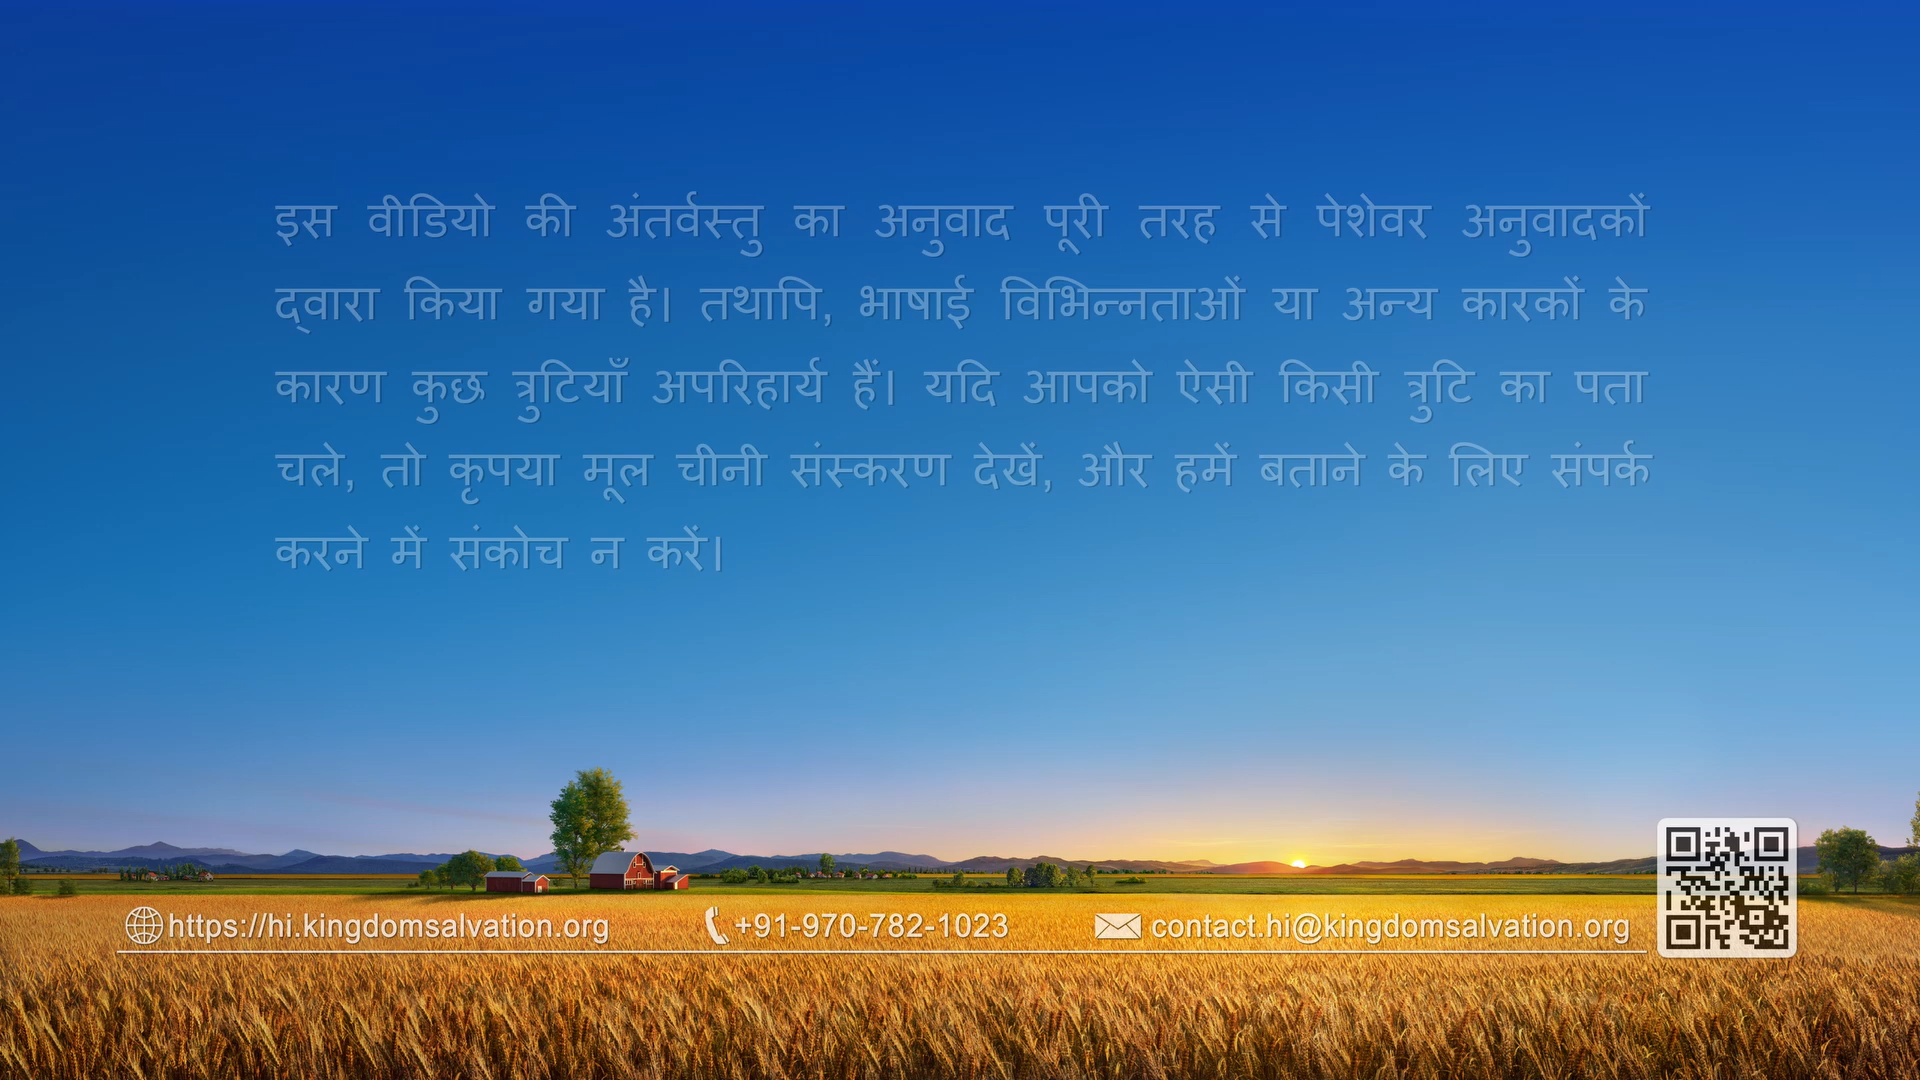 इस वीडियो की अंतर्वस्तु का अनुवाद पूरी तरह से पेशेवर अनुवादकों
द्वारा किया गया है। तथापि, भाषाई विभिन्नताओं या अन्य कारकों के
कारण कुछ त्रुटियाँ अपरिहार्य हैं। यदि आपको ऐसी किसी त्रुटि का पता
चले, तो कृपया मूल चीनी संस्करण देखें, और हमें बताने के लिए संपर्क
करने में संकोच न करें।
https://hi.kingdomsalvation.org +91-970-782-1023 contact.hi@kingdomsalvation.org